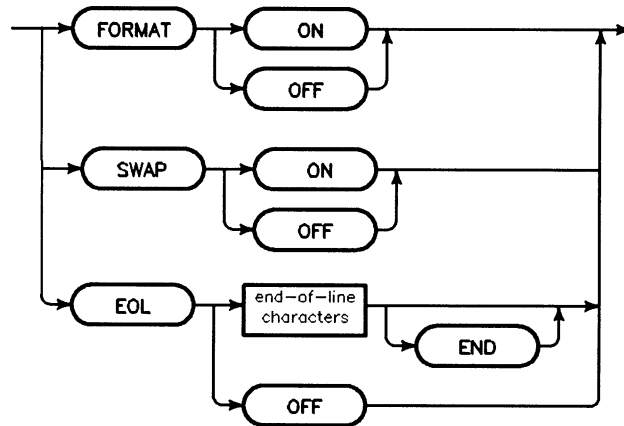 FORMAT
ON
OFF
SWAP
ON
OFF
EOL
end-of-line
characters
END
OFF